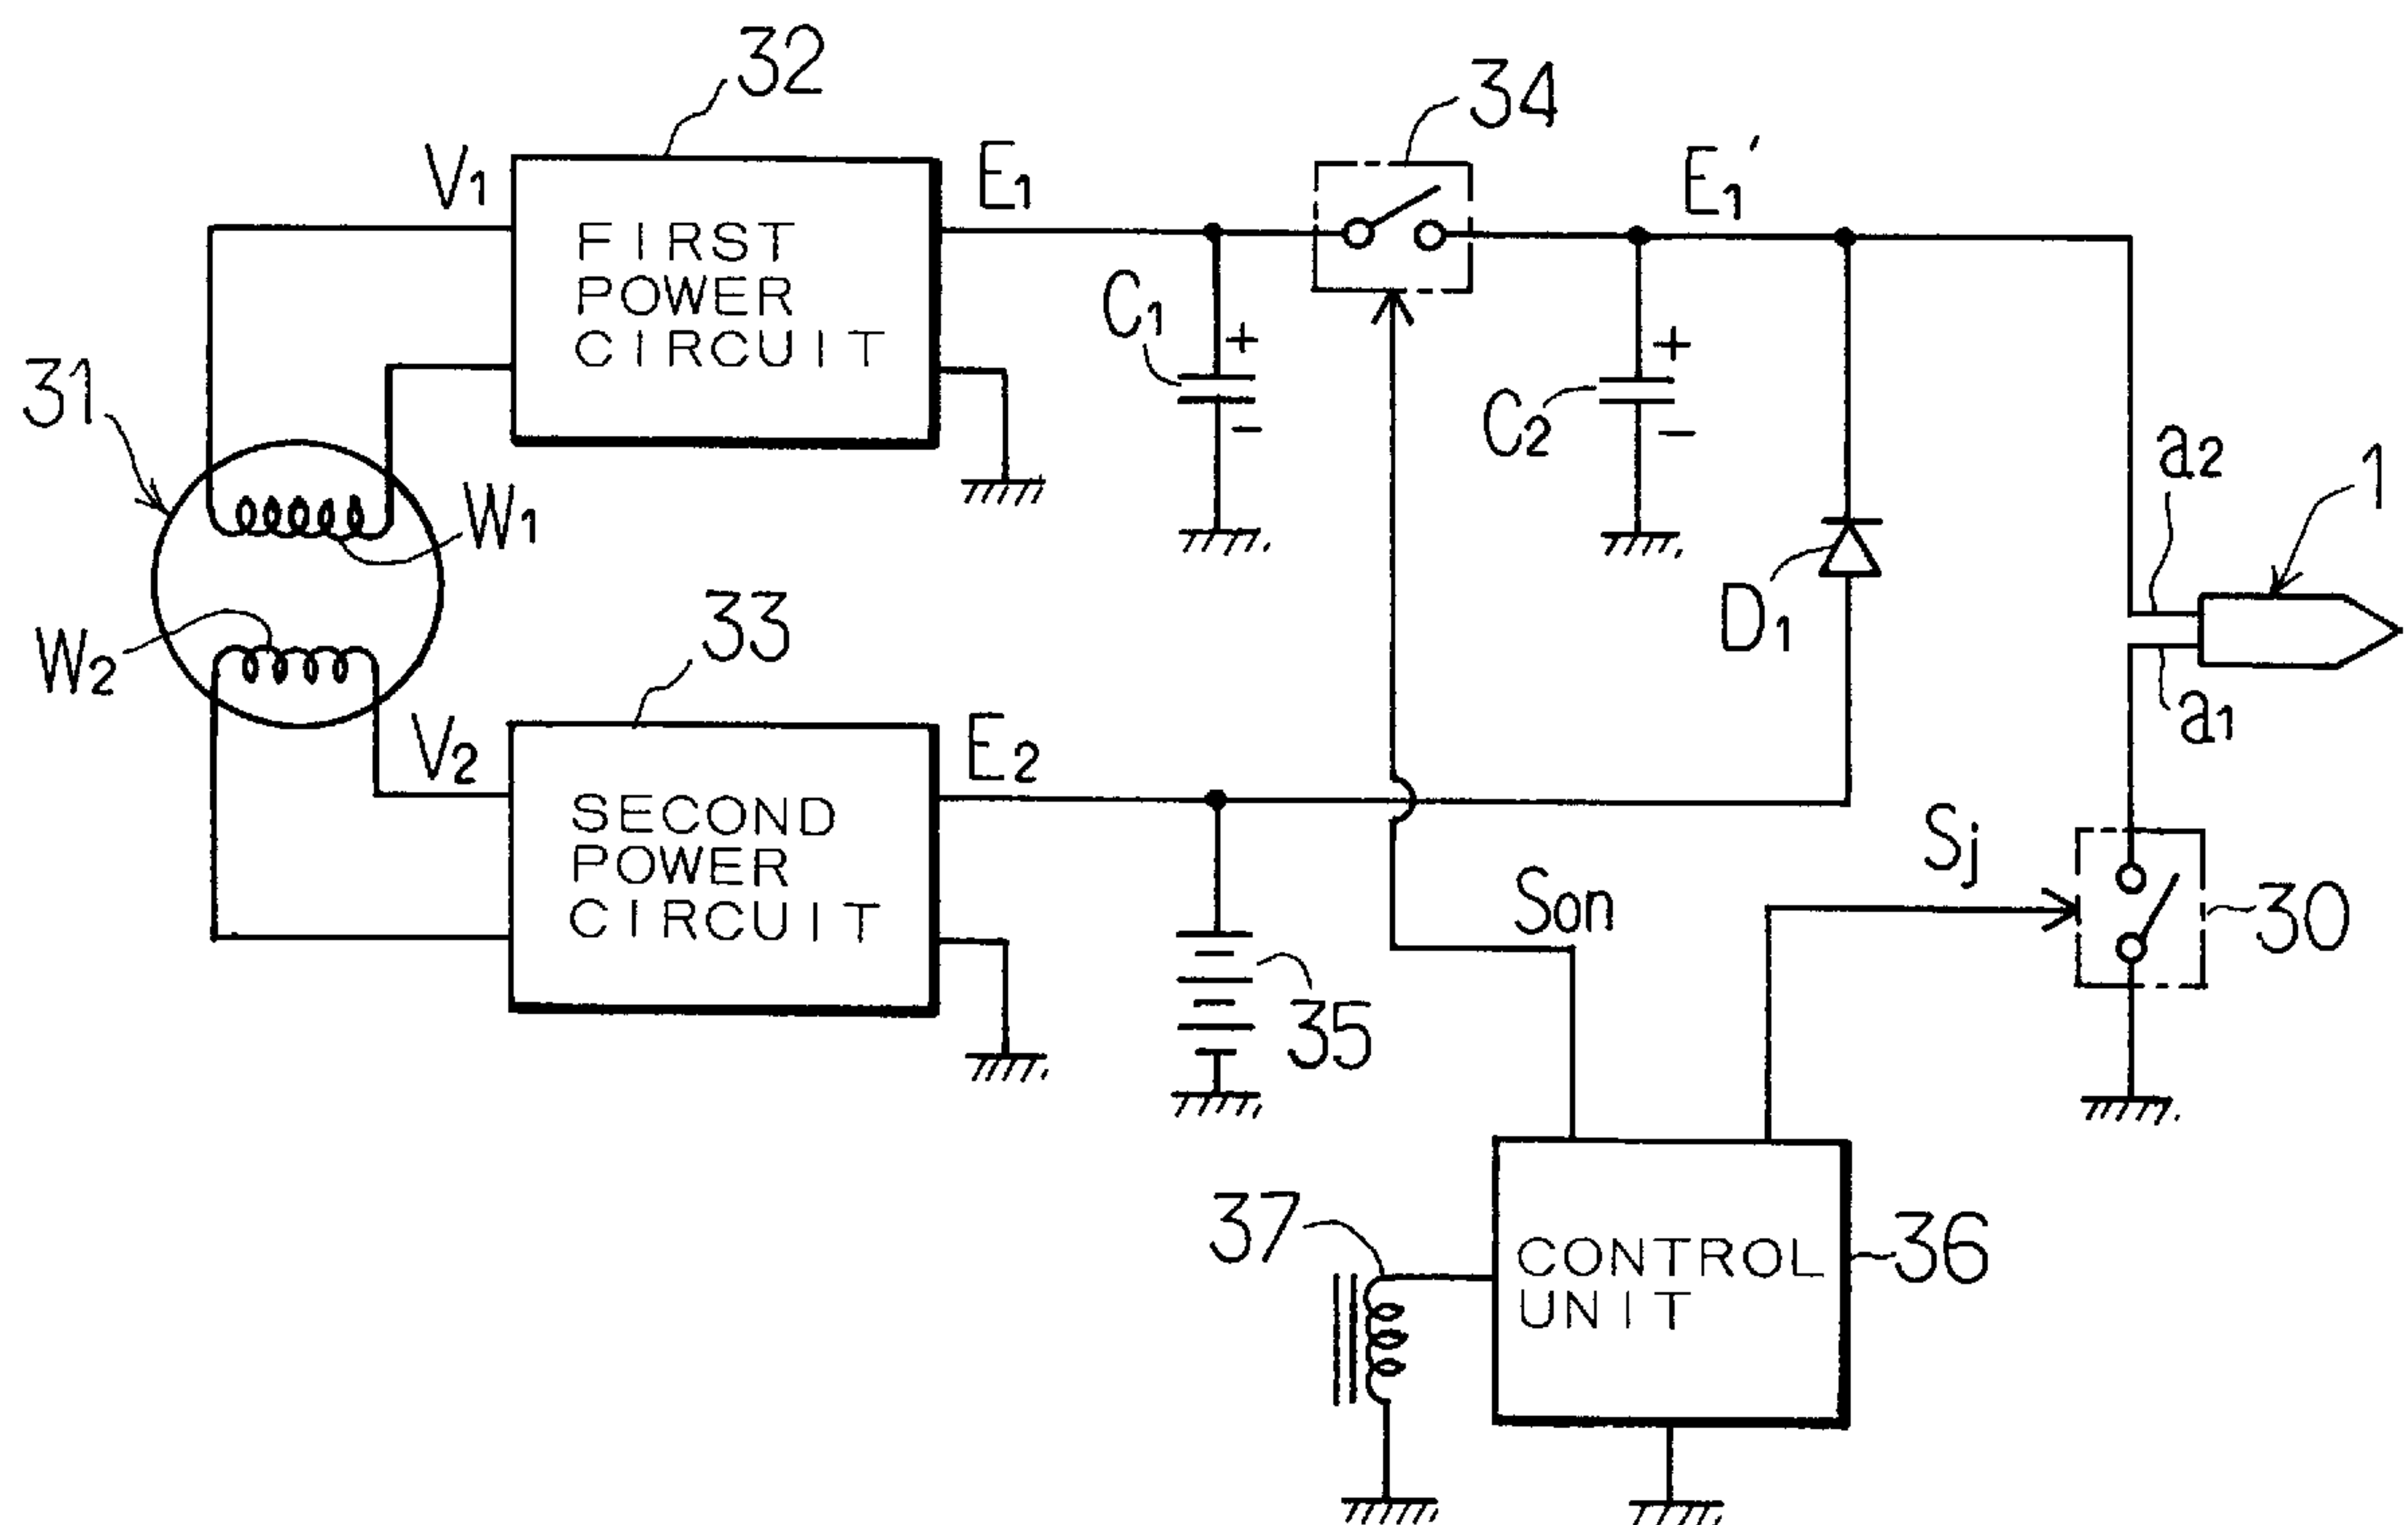 32
34
V1
E1
E1'
FIRST
POWER
CIRCUIT
C1
+
-
C2
+
-
31
W1
a2
1
D1
a1
W2
33
V2
E2
SECOND
POWER
CIRCUIT
Sj
Son
30
35
37
CONTROL
UNIT
36